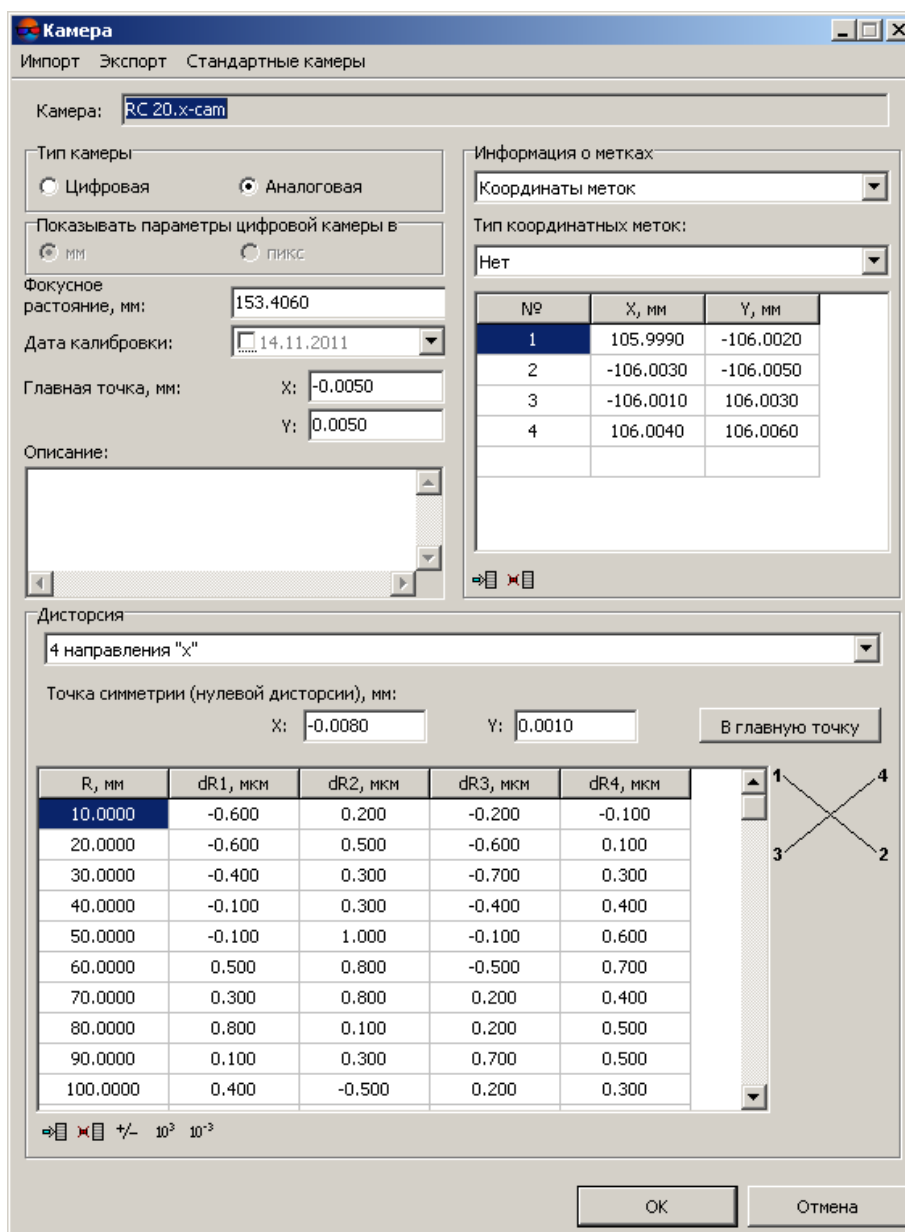 Камера
Импорт Экспорт Стандартные камеры
Камера: RC 20.x-cam
Тип камеры
Цифровая Аналоговая
Показывать параметры цифровой камеры в
мм пикс
Фокусное
растояние, мм: 153.4060
Дата калибровки: 14.11.2011
Главная точка, мм: X: -0.0050
Y: 0.0050
Описание:
Информация о метках
Координаты меток
Тип координатных меток:
Нет
№ X, мм Y, мм
1 105.9990 -106.0020
2 -106.0030 -106.0050
3 -106.0010 106.0030
4 106.0040 106.0060
Дисторсия
4 направления "x"
Точка симметрии (нулевой дисторсии), мм:
X: -0.0080 Y: 0.0010 В главную точку
R, мм dR1, мкм dR2, мкм dR3, мкм dR4, мкм
10.0000 -0.600 0.200 -0.200 -0.100
20.0000 -0.600 0.500 -0.600 0.100
30.0000 -0.400 0.300 -0.700 0.300
40.0000 -0.100 0.300 -0.400 0.400
50.0000 -0.100 1.000 -0.100 0.600
60.0000 0.500 0.800 -0.500 0.700
70.0000 0.300 0.800 0.200 0.400
80.0000 0.800 0.100 0.200 0.500
90.0000 0.100 0.300 0.700 0.500
100.0000 0.400 -0.500 0.200 0.300
1 4
3 2
+/- 10³ 10⁻³
OK Отмена